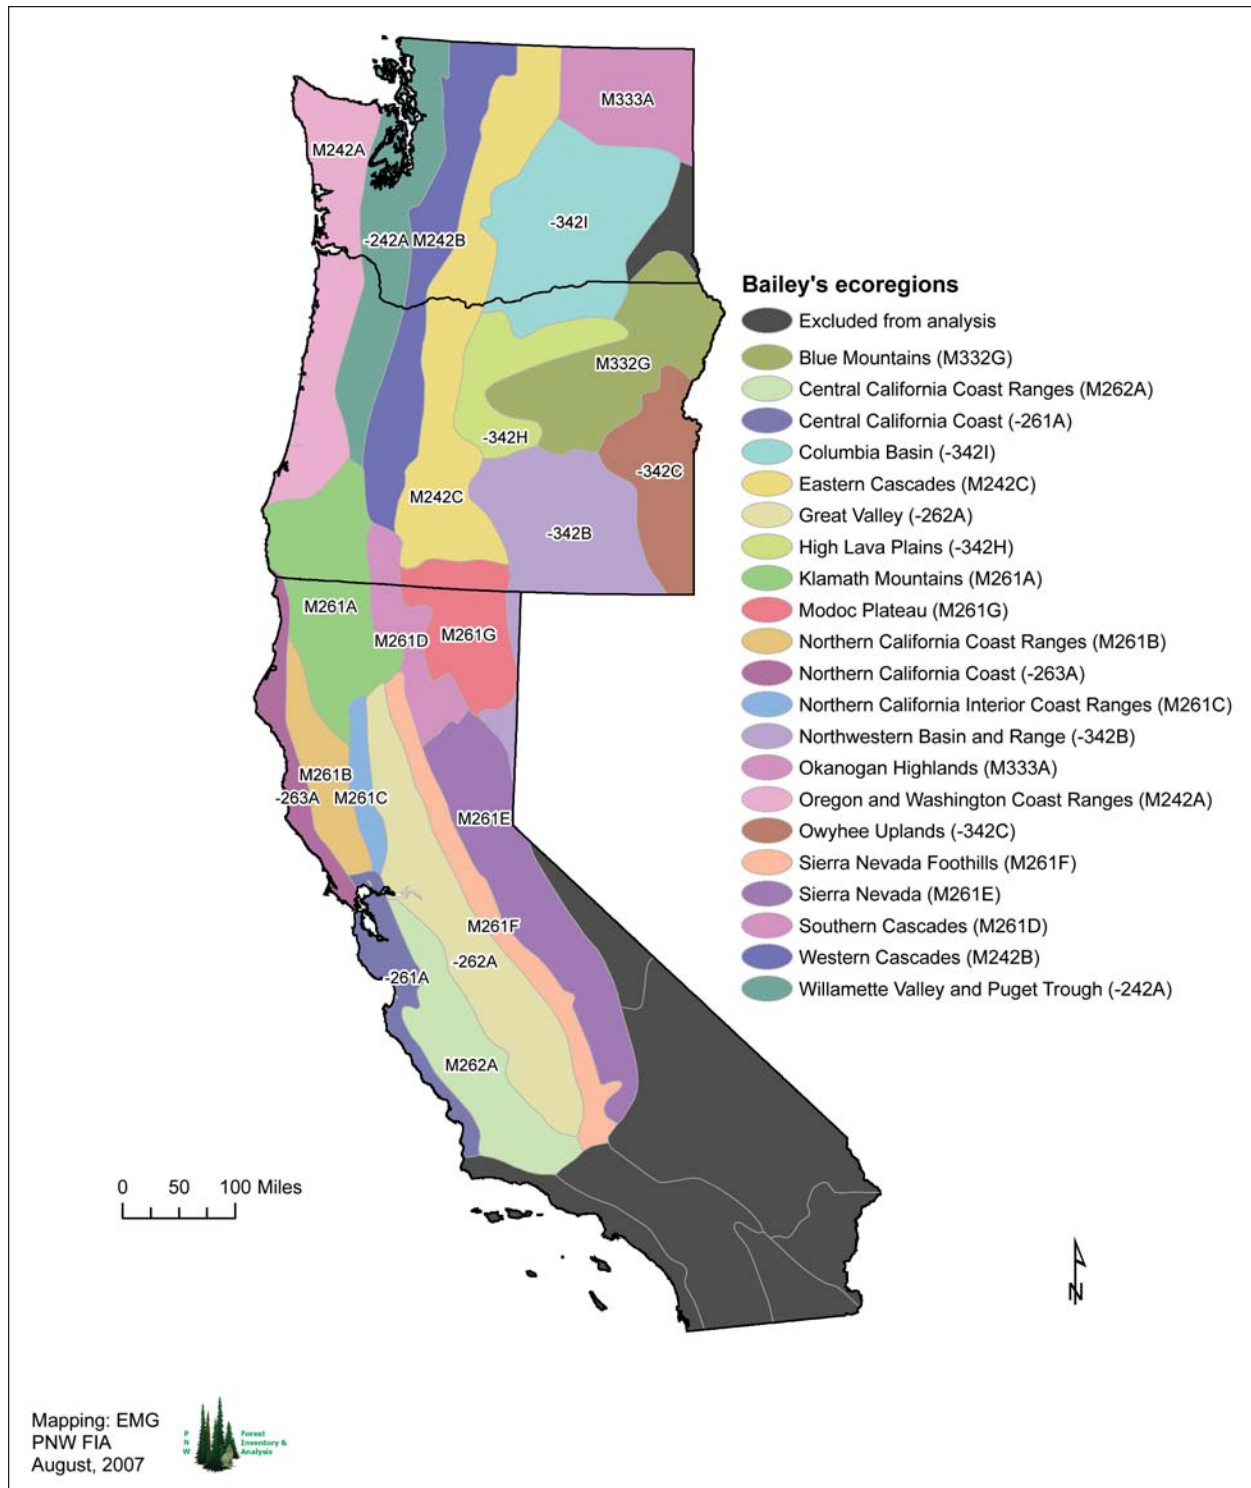 M333A
M242A
-342I
-242A
M242B
M332G
-342H
-342C
M242C
-342B
M261A
M261D
M261G
M261B
-263A
M261C
M261E
M261F
-262A
-261A
M262A
Bailey's ecoregions
Excluded from analysis
Blue Mountains (M332G)
Central California Coast Ranges (M262A)
Central California Coast (-261A)
Columbia Basin (-342I)
Eastern Cascades (M242C)
Great Valley (-262A)
High Lava Plains (-342H)
Klamath Mountains (M261A)
Modoc Plateau (M261G)
Northern California Coast Ranges (M261B)
Northern California Coast (-263A)
Northern California Interior Coast Ranges (M261C)
Northwestern Basin and Range (-342B)
Okanogan Highlands (M333A)
Oregon and Washington Coast Ranges (M242A)
Owyhee Uplands (-342C)
Sierra Nevada Foothills (M261F)
Sierra Nevada (M261E)
Southern Cascades (M261D)
Western Cascades (M242B)
Willamette Valley and Puget Trough (-242A)
0 50 100 Miles
N
Mapping: EMG
PNW FIA
August, 2007
P Forest
N Inventory &
W Analysis